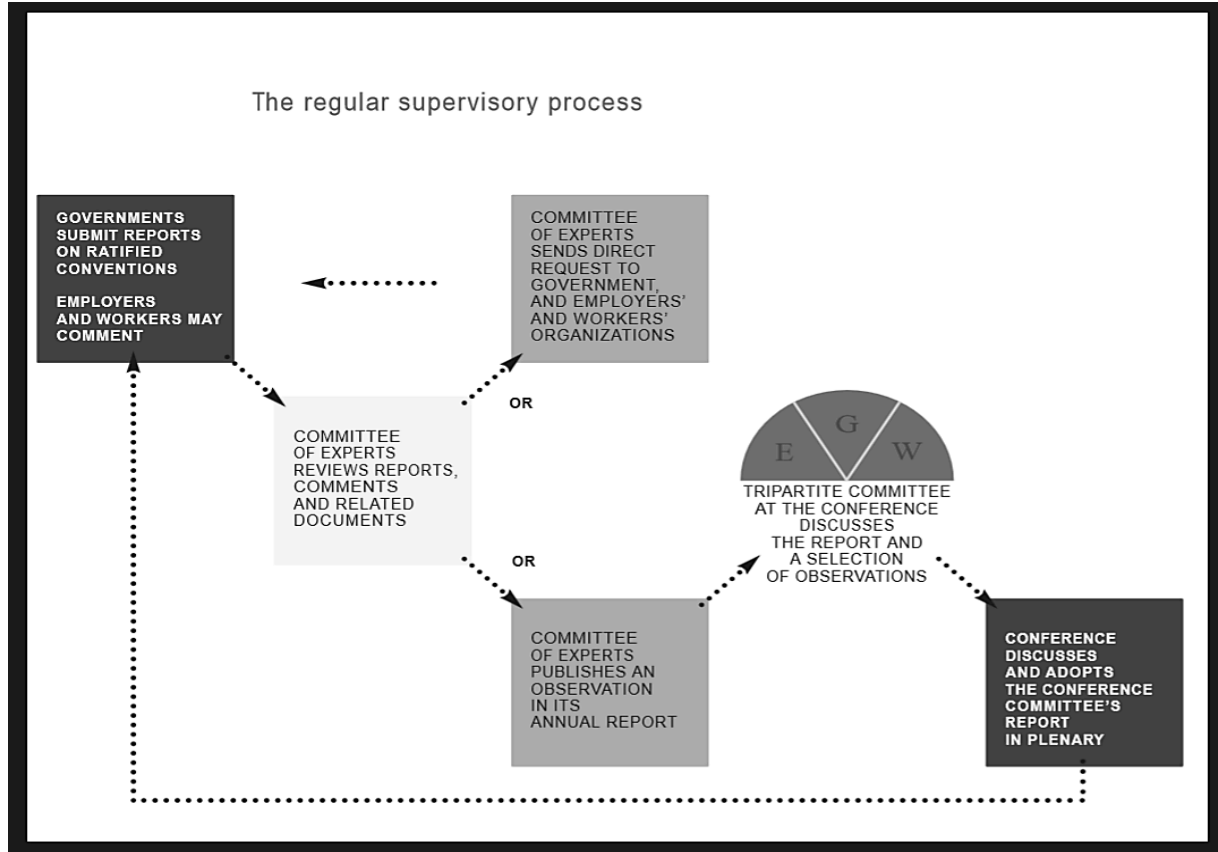 The regular supervisory process
GOVERNMENTS
SUBMIT REPORTS
ON RATIFIED
CONVENTIONS
EMPLOYERS
AND WORKERS MAY
COMMENT
COMMITTEE
OF EXPERTS
SENDS DIRECT
REQUEST TO
GOVERNMENT,
AND EMPLOYERS’
AND WORKERS’
ORGANIZATIONS
OR
COMMITTEE
OF EXPERTS
REVIEWS REPORTS,
COMMENTS
AND RELATED
DOCUMENTS
OR
COMMITTEE
OF EXPERTS
PUBLISHES AN
OBSERVATION
IN ITS
ANNUAL REPORT
E
G
W
TRIPARTITE COMMITTEE
AT THE CONFERENCE
DISCUSSES
THE REPORT AND
A SELECTION
OF OBSERVATIONS
CONFERENCE
DISCUSSES
AND ADOPTS
THE CONFERENCE
COMMITTEE’S
REPORT
IN PLENARY